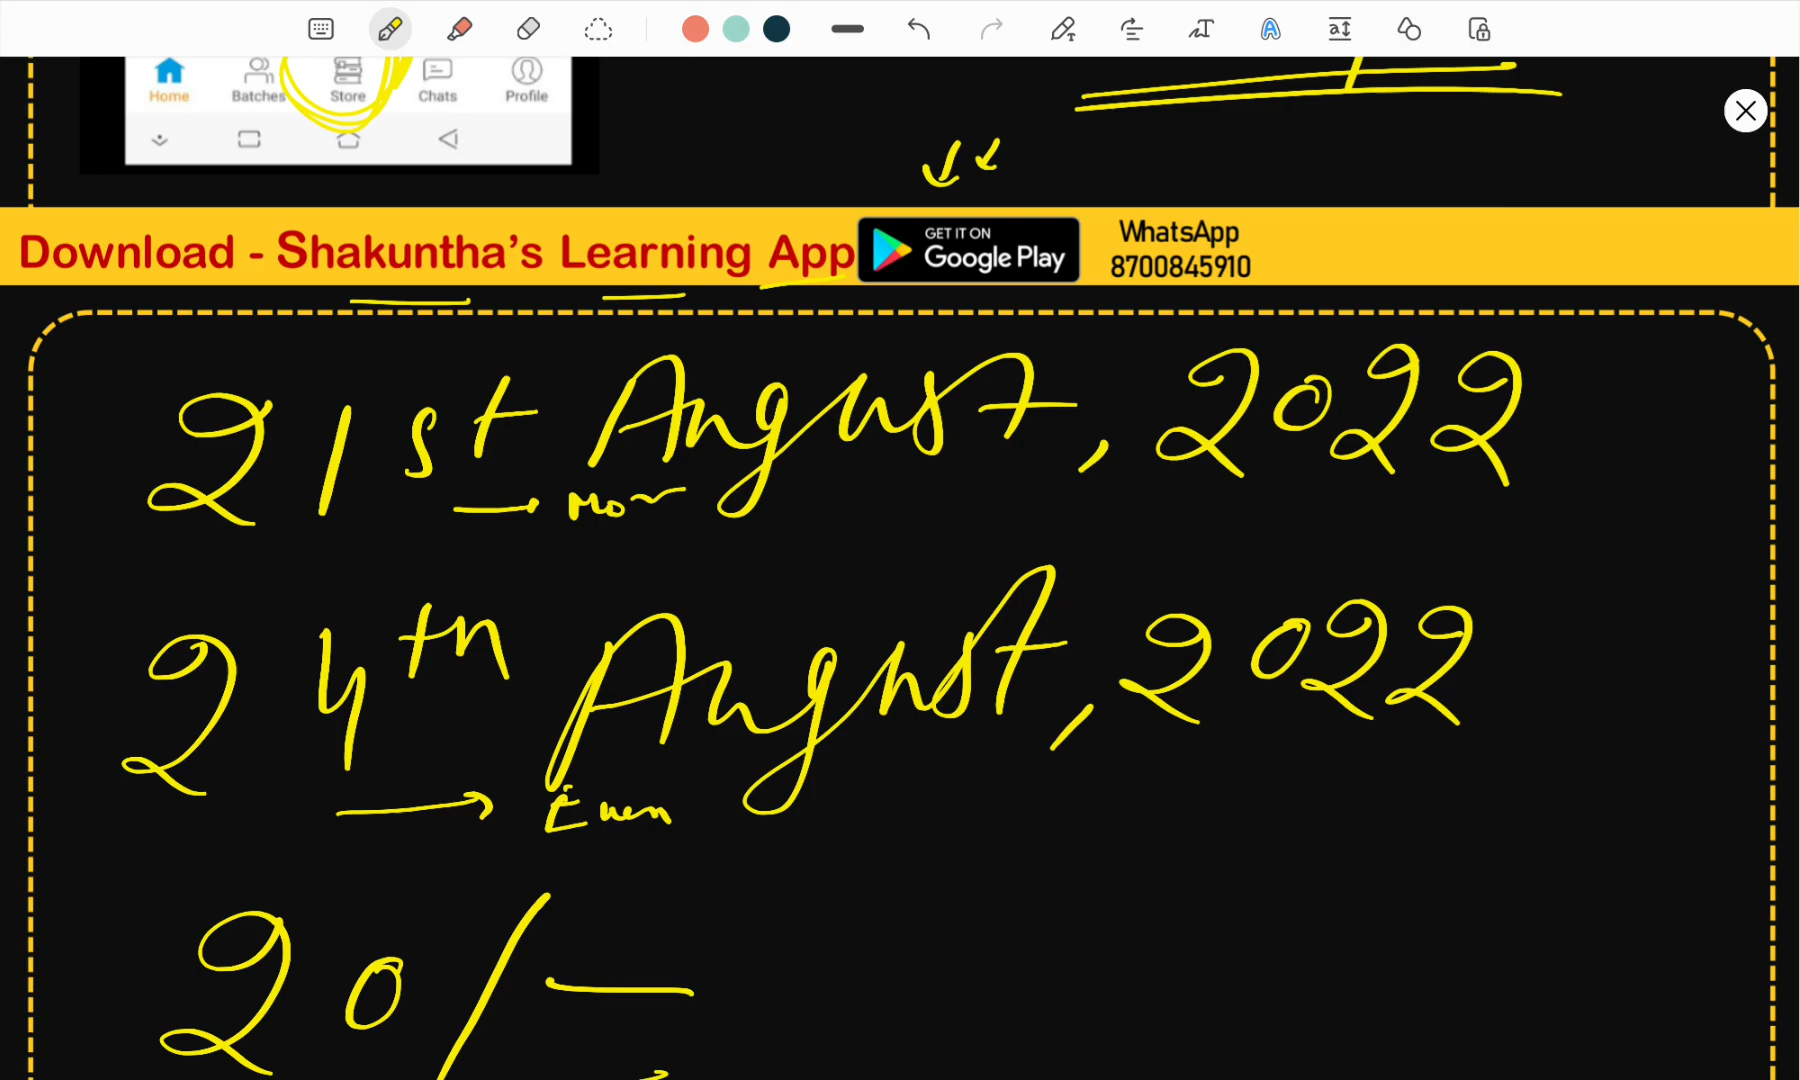 Home Batches Store Chats Profile
Download - Shakuntha's Learning App
GET IT ON
Google Play
WhatsApp
8700845910
21st August, 2022
→ Mo
24th August, 2022
→ Even
20/-